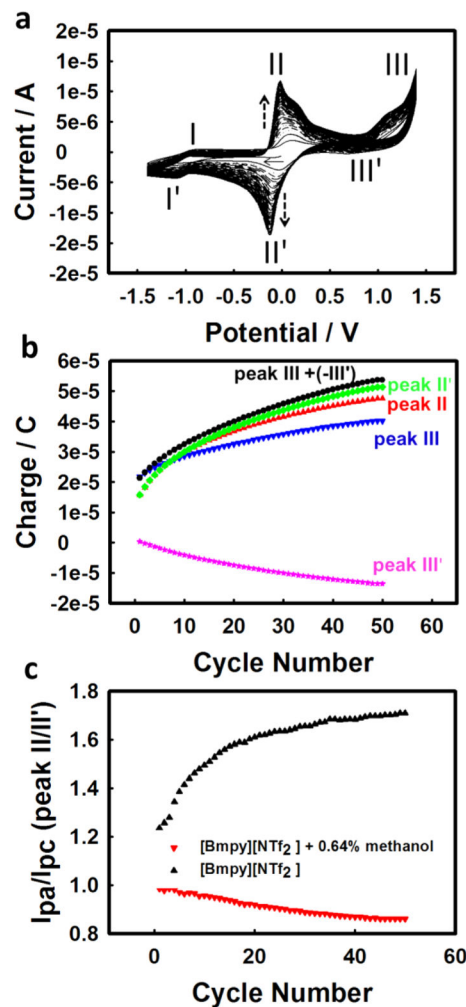 a
2e-5
1e-5
5e-6
0
-5e-6
-1e-5
-2e-5
-2e-5
Current / A
I
I'
II
II'
III
III'
-1.5 -1.0 -0.5 0.0 0.5 1.0 1.5
Potential / V
b
6e-5
5e-5
4e-5
3e-5
2e-5
1e-5
0
-1e-5
-2e-5
Charge / C
peak III +(-III')
peak II'
peak II
peak III
peak III'
0 10 20 30 40 50 60
Cycle Number
c
1.8
1.6
1.4
1.2
1.0
0.8
Ipa/Ipc (peak II/II')
[Bmpy][NTf2 ] + 0.64% methanol
[Bmpy][NTf2 ]
0 20 40 60
Cycle Number